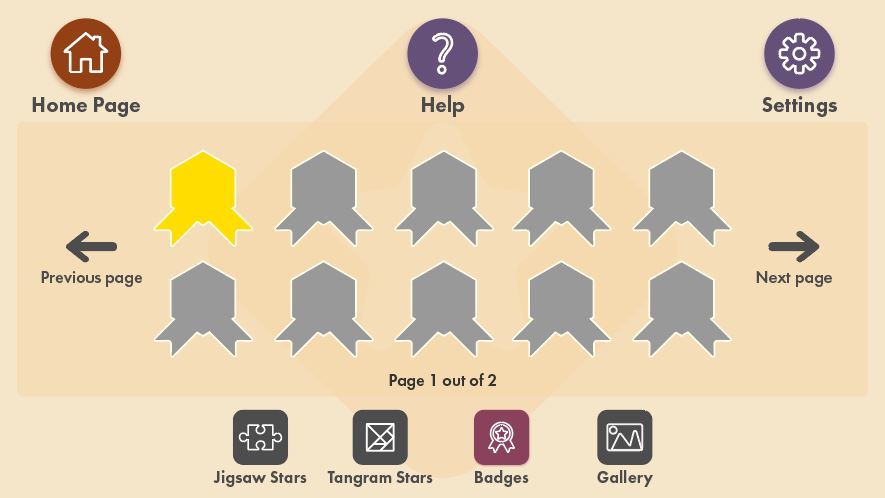 Home Page
Help
Settings
Previous page
Next page
Page 1 out of 2
Jigsaw Stars
Tangram Stars
Badges
Gallery